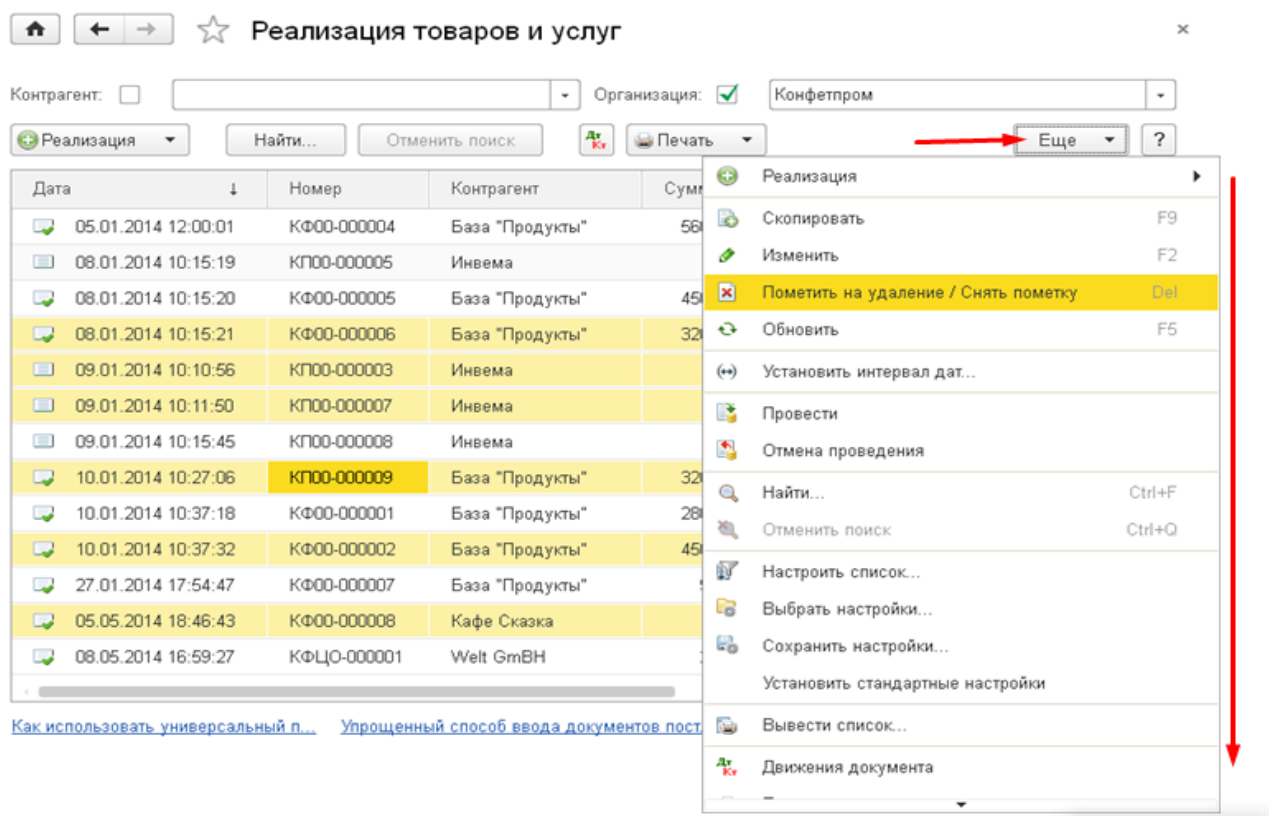 Реализация товаров и услуг
Контрагент: Организация: Конфетпром
Реализация Найти... Отменить поиск Дт Кт Печать Еще ?
Дата ↓ Номер Контрагент
05.01.2014 12:00:01 КФ00-000004 База "Продукты"
08.01.2014 10:15:19 КП00-000005 Инвема
08.01.2014 10:15:20 КФ00-000005 База "Продукты"
08.01.2014 10:15:21 КФ00-000006 База "Продукты"
09.01.2014 10:10:56 КП00-000003 Инвема
09.01.2014 10:11:50 КП00-000007 Инвема
09.01.2014 10:15:45 КП00-000008 Инвема
10.01.2014 10:27:06 КП00-000009 База "Продукты"
10.01.2014 10:37:18 КФ00-000001 База "Продукты"
10.01.2014 10:37:32 КФ00-000002 База "Продукты"
27.01.2014 17:54:47 КФ00-000007 База "Продукты"
05.05.2014 18:46:43 КФ00-000008 Кафе Сказка
08.05.2014 16:59:27 КФЦО-000001 Welt GmBH
Как использовать универсальный п... Упрощенный способ ввода документов пост
Реализация
Скопировать F9
Изменить F2
Пометить на удаление / Снять пометку Del
Обновить F5
Установить интервал дат...
Провести
Отмена проведения
Найти... Ctrl+F
Отменить поиск Ctrl+Q
Настроить список...
Выбрать настройки...
Сохранить настройки...
Установить стандартные настройки
Вывести список...
Дт Кт Движения документа